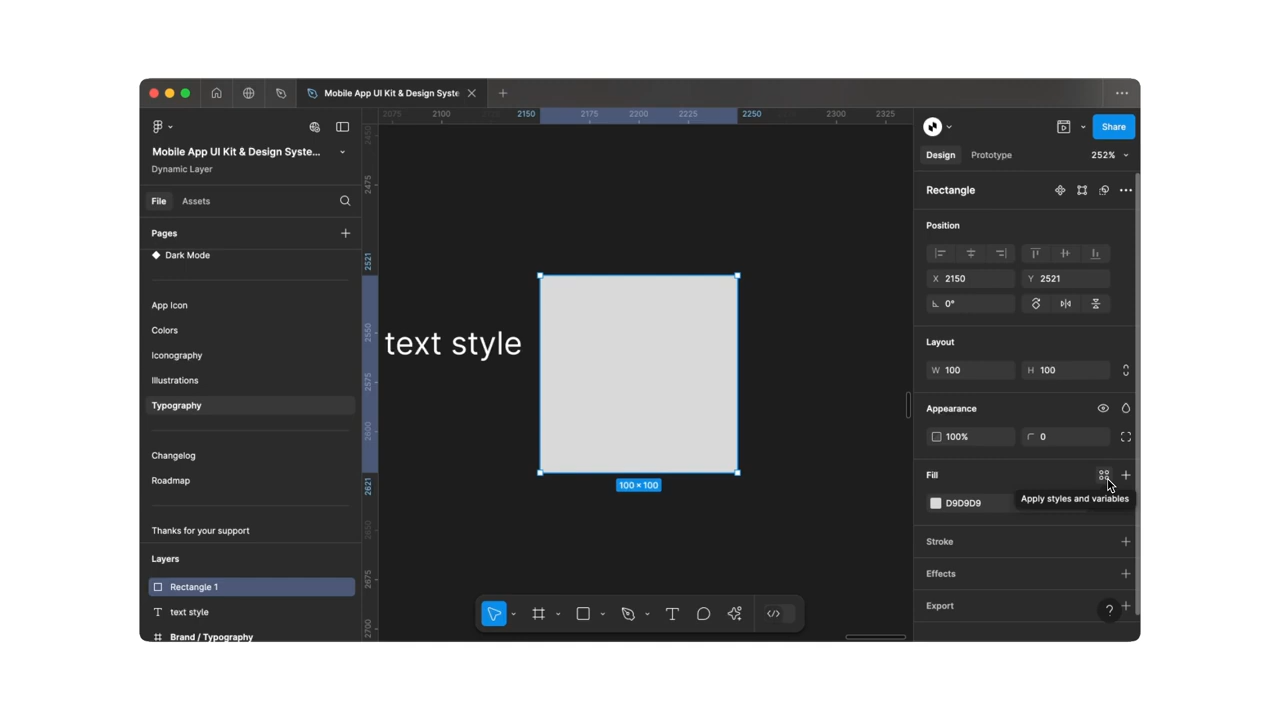 Mobile App UI Kit & Design Syste
Mobile App UI Kit & Design Syste...
Dynamic Layer
File
Assets
Pages
Dark Mode
App Icon
Colors
Iconography
Illustrations
Typography
Changelog
Roadmap
Thanks for your support
Layers
Rectangle 1
text style
Brand / Typography
2075
2100
2150
2175
2200
2225
2250
2300
2325
2450
2475
2521
2550
2575
2600
2621
2650
2675
2700
text style
100 × 100
Share
Design
Prototype
252%
Rectangle
Position
X 2150
Y 2521
0°
Layout
W 100
H 100
Appearance
100%
0
Fill
D9D9D9
Apply styles and variables
Stroke
Effects
Export
?